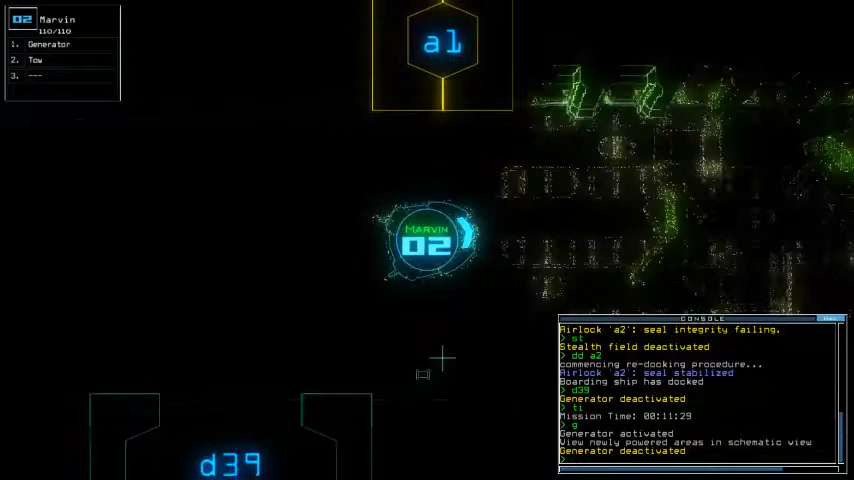 02 Marvin
110/110
1. Generator
2. Tow
3. ---
a1
MARVIN
02
d39
CONSOLE
Airlock 'a2': seal integrity failing.
> st
Stealth field deactivated
> dd a2
commencing re-docking procedure...
Airlock 'a2': seal stabilized
Boarding ship has docked
> d39
Generator deactivated
> ti
Mission Time: 00:11:29
> g
Generator activated
View newly powered areas in schematic view
Generator deactivated
>